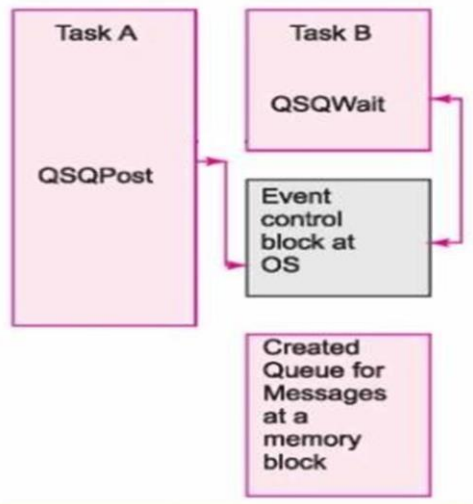 Task A
QSQPost
Task B
QSQWait
Event
control
block at
OS
Created
Queue for
Messages
at a
memory
block